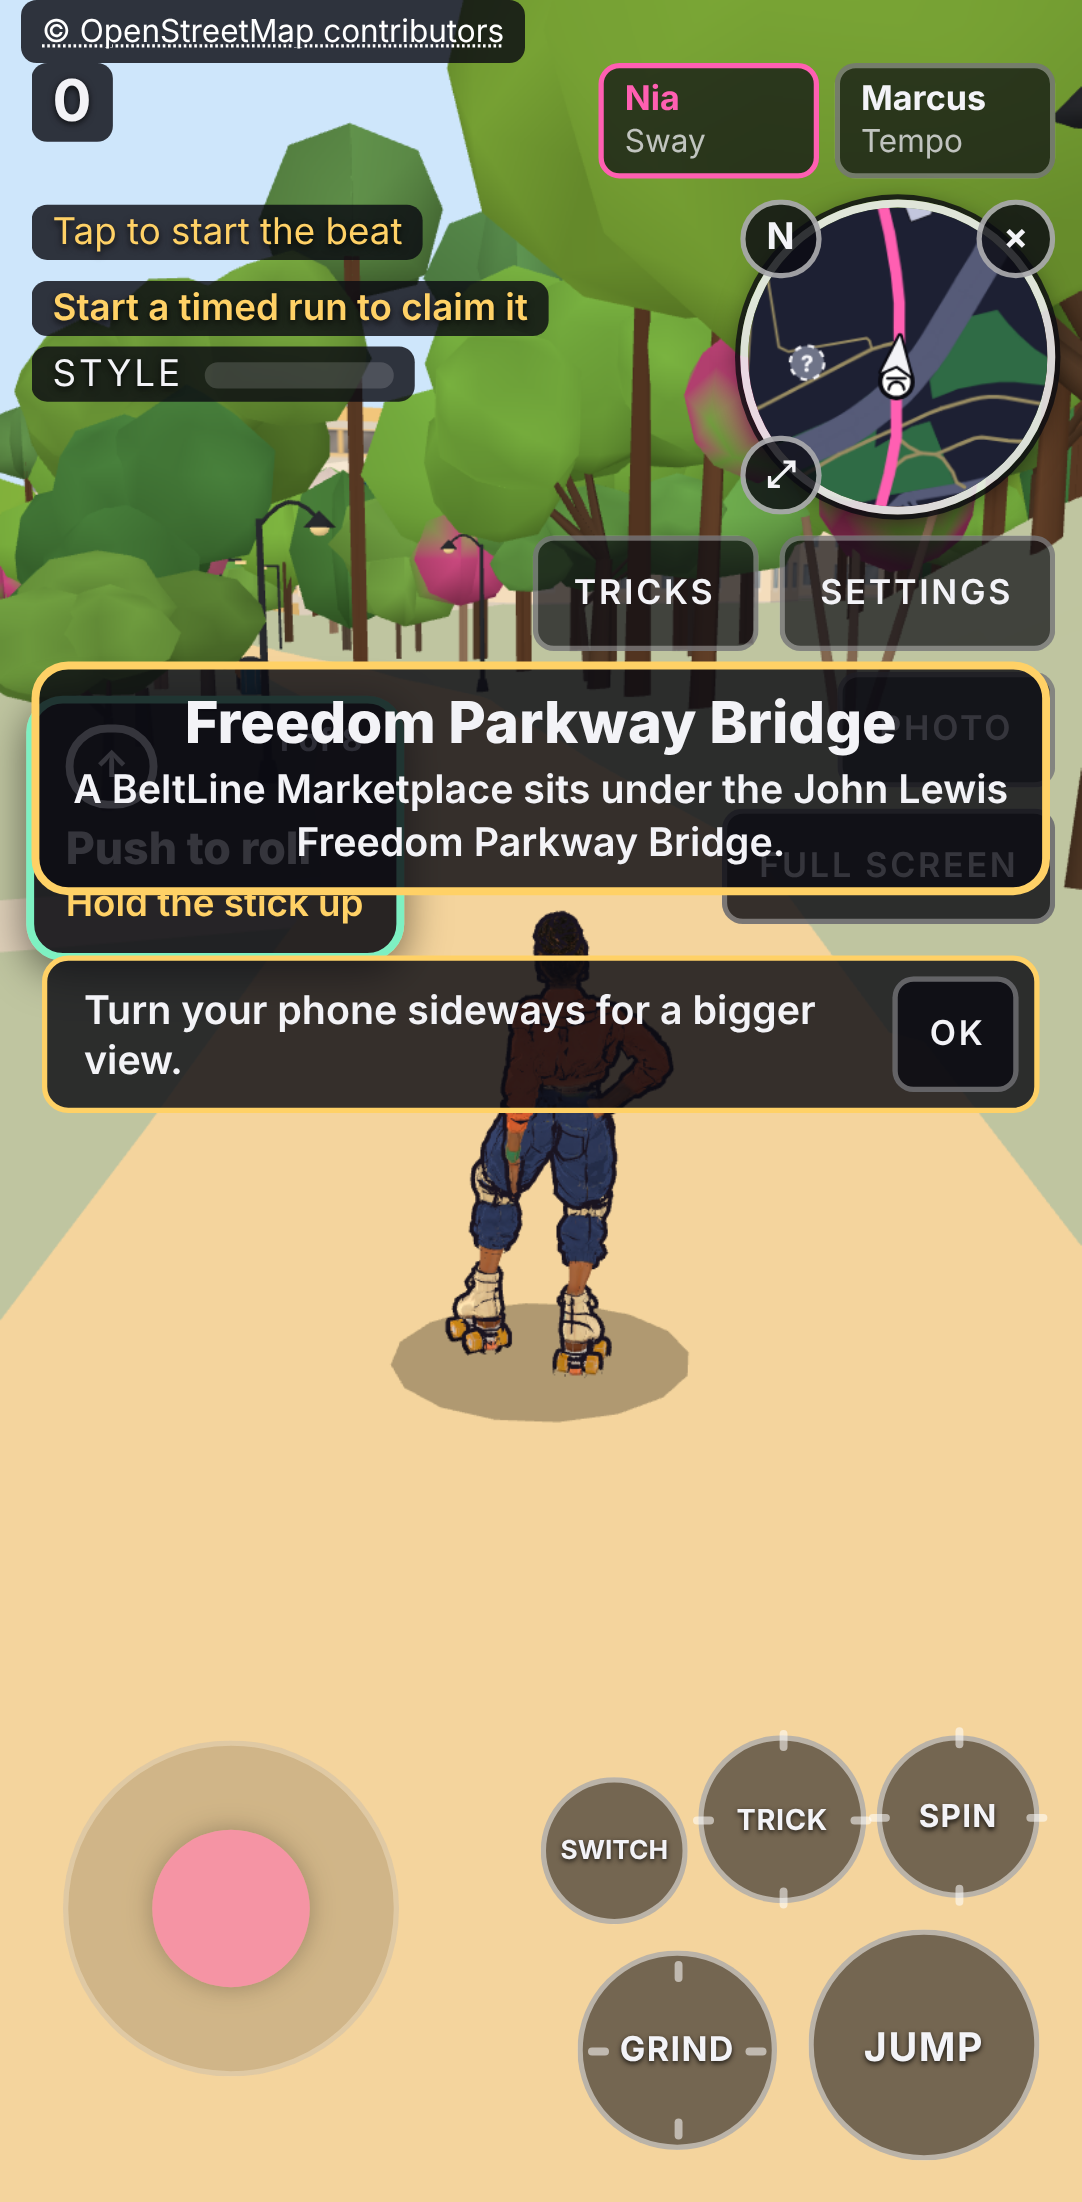 © OpenStreetMap contributors
0
Nia
Sway
Marcus
Tempo
Tap to start the beat
Start a timed run to claim it
STYLE
N
×
?
TRICKS
SETTINGS
PHOTO
Freedom Parkway Bridge
A BeltLine Marketplace sits under the John Lewis
Freedom Parkway Bridge.
Push to roll
FULL SCREEN
Hold the stick up
Turn your phone sideways for a bigger
view.
OK
SWITCH
TRICK
SPIN
GRIND
JUMP